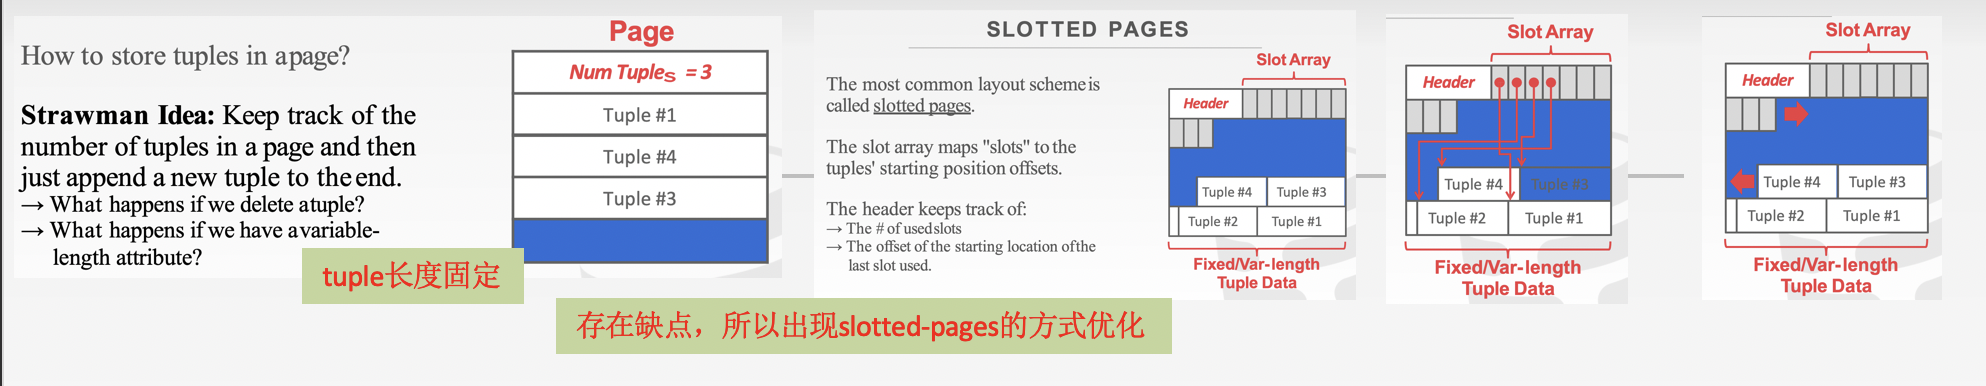 How to store tuples in apage?
Strawman Idea: Keep track of the
number of tuples in a page and then
just append a new tuple to the end.
→ What happens if we delete atuple?
→ What happens if we have avariable-
length attribute?
Page
Num Tuples = 3
Tuple #1
Tuple #4
Tuple #3
tuple长度固定
SLOTTED PAGES
The most common layout scheme is
called slotted pages.
The slot array maps "slots" to the
tuples' starting position offsets.
The header keeps track of:
→ The # of usedslots
→ The offset of the starting location of the
last slot used.
Slot Array
Header
Tuple #4
Tuple #3
Tuple #2
Tuple #1
Fixed/Var-length
Tuple Data
存在缺点，所以出现slotted-pages的方式优化
Slot Array
Header
Tuple #4
Tuple #3
Tuple #2
Tuple #1
Fixed/Var-length
Tuple Data
Slot Array
Header
Tuple #4
Tuple #3
Tuple #2
Tuple #1
Fixed/Var-length
Tuple Data